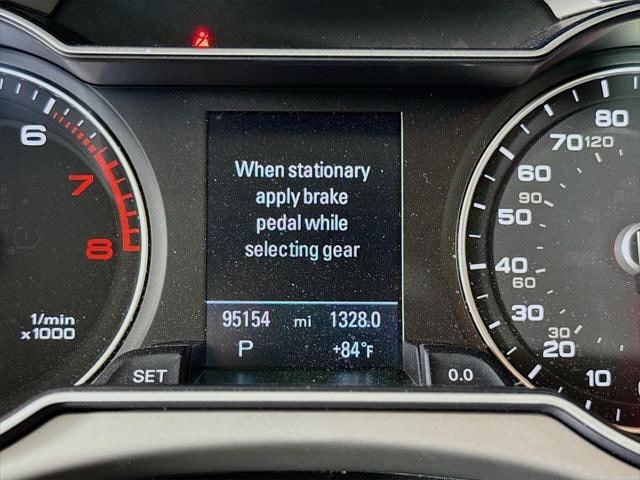 When stationary
apply brake
pedal while
selecting gear
95154 mi 1328.0
P +84°F
SET
0.0
6
7
8
1/min
x1000
80
70 120
60
90
50
40
60
30
30
20
10